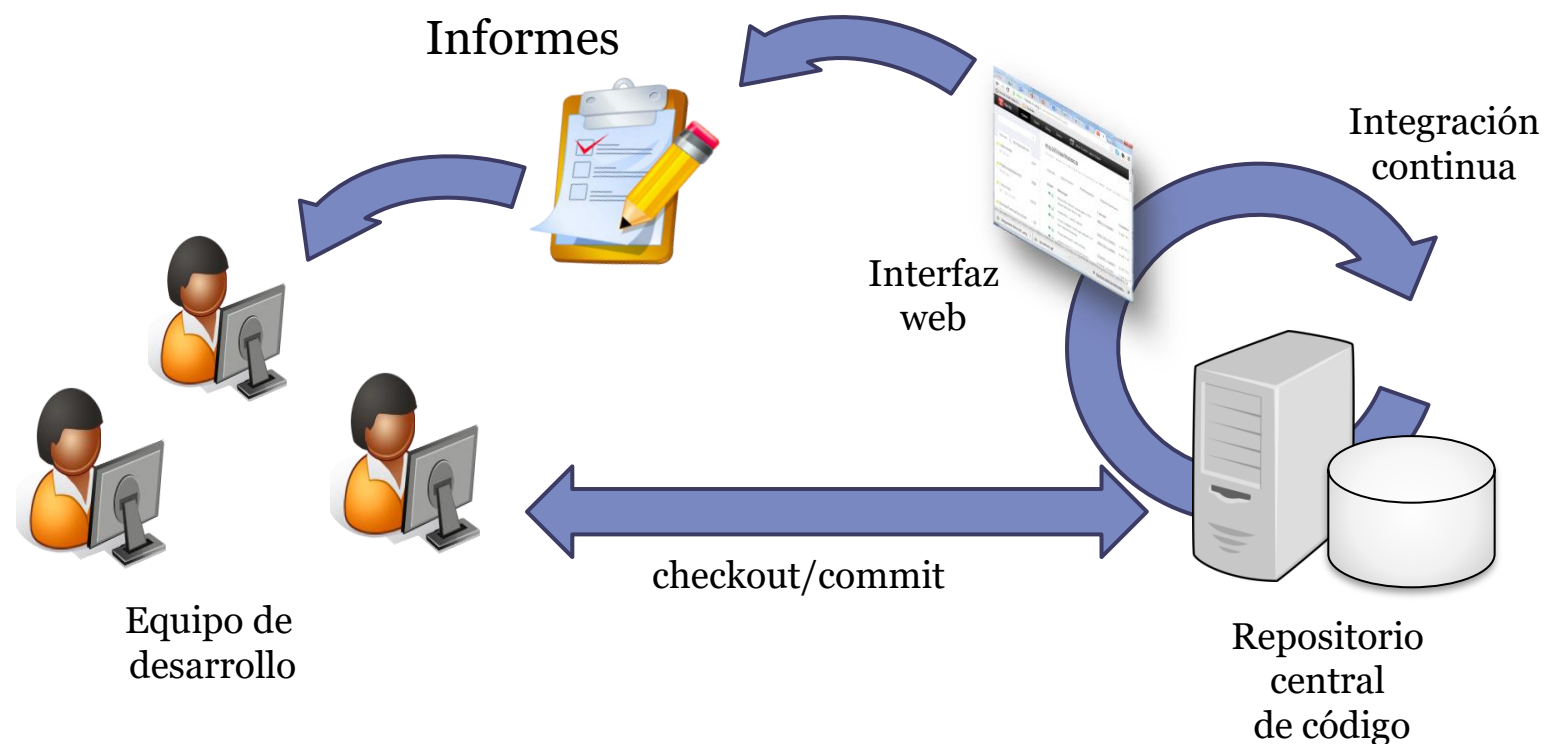 Informes
Integración
continua
Interfaz
web
checkout/commit
Equipo de
desarrollo
Repositorio
central
de código